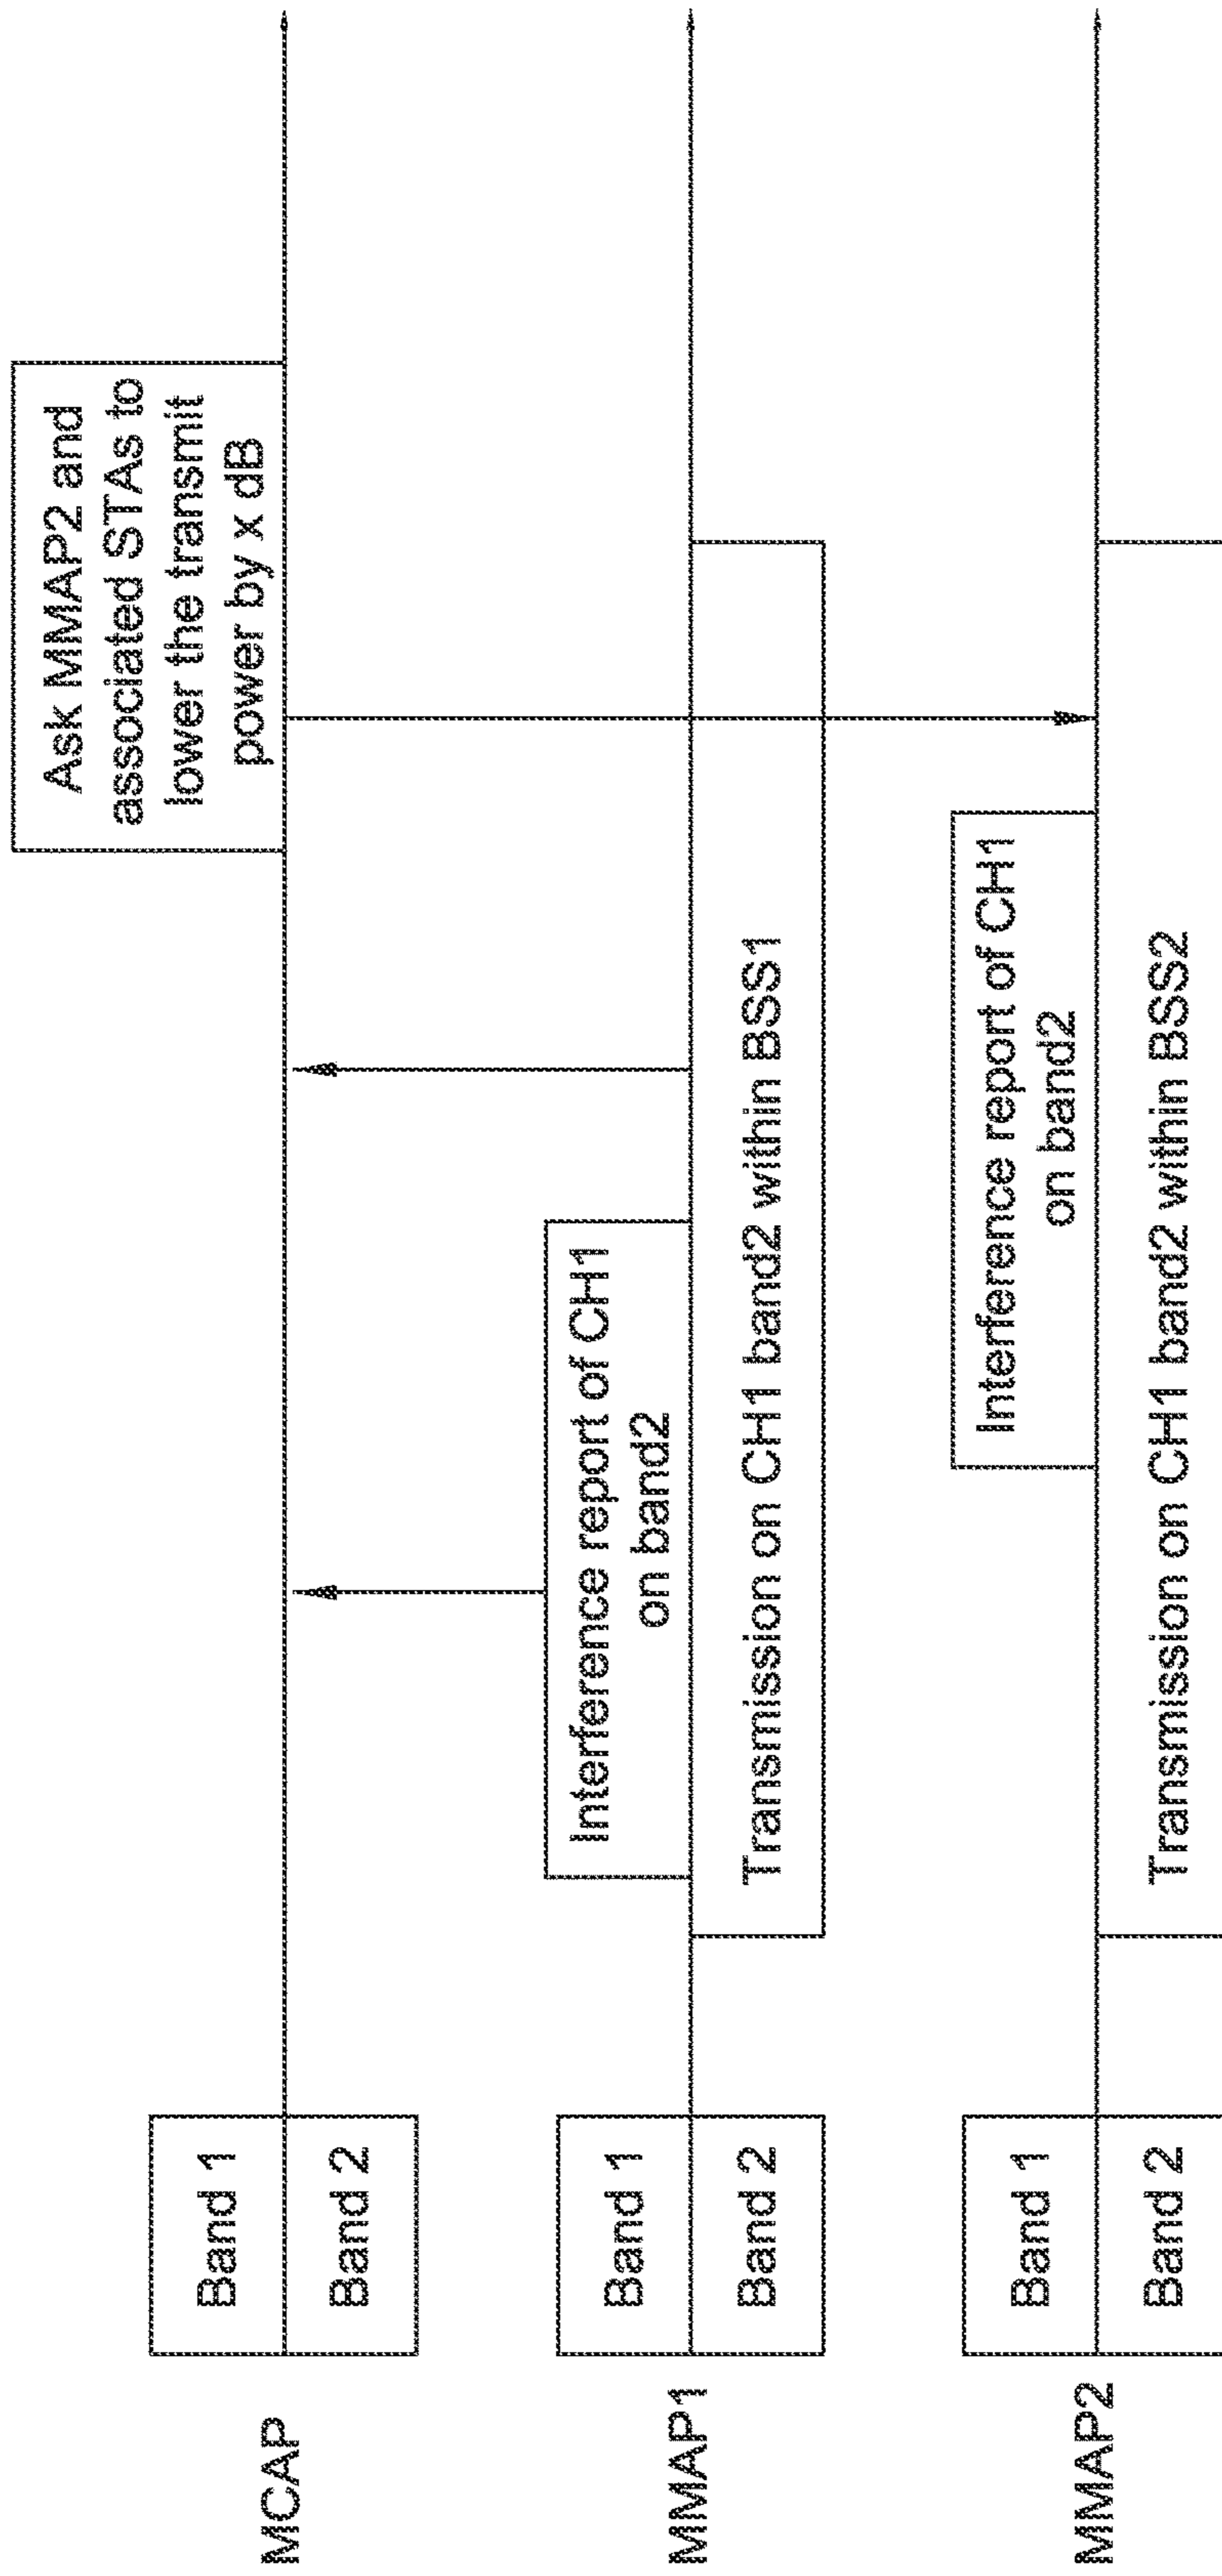 MCAP
Band 1
Band 2
Ask MMAP2 and
associated STAs to
lower the transmit
power by x dB
MMAP1
Band 1
Band 2
Interference report of CH1
on band2
Transmission on CH1 band2 within BSS1
MMAP2
Band 1
Band 2
Interference report of CH1
on band2
Transmission on CH1 band2 within BSS2